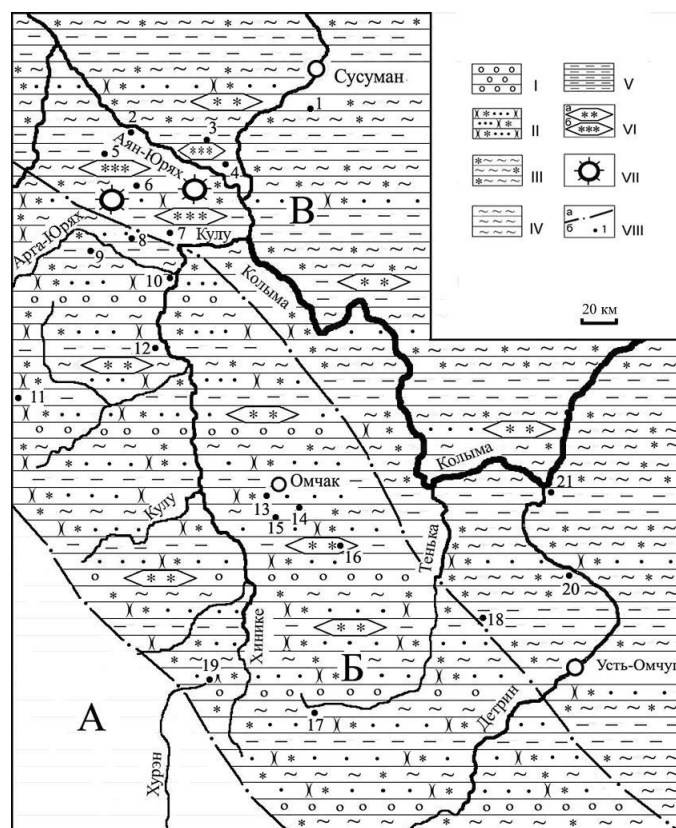 I
II
III
IV
V
а
б
VI
VII
а
б
1
VIII
20 км
Сусуман
1
2
3
Аян-Юрях
4
5
6
В
7
Кулу
8
Арга-Юрях
9
10
Колыма
12
11
Колыма
Омчак
13
14
15
21
Кулу
16
Тенька
20
18
Хинике
19
Б
Усть-Омчуг
17
Детрин
А
Хурэн